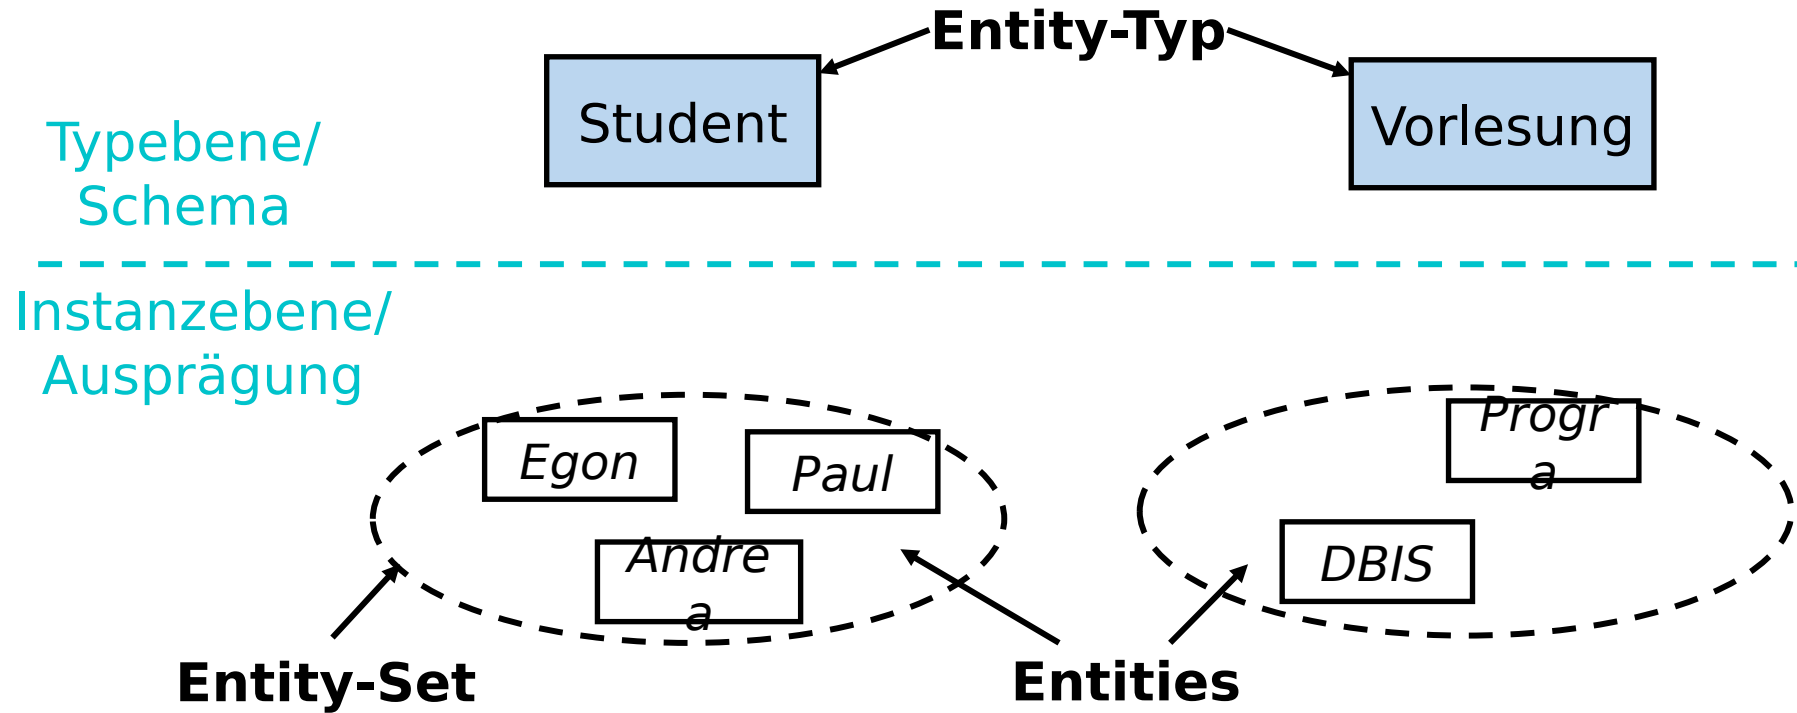 Entity-Typ
Student
Vorlesung
Typebene/
Schema
Instanzebene/
Ausprägung
Egon
Paul
Andre
a
Progr
a
DBIS
Entity-Set
Entities